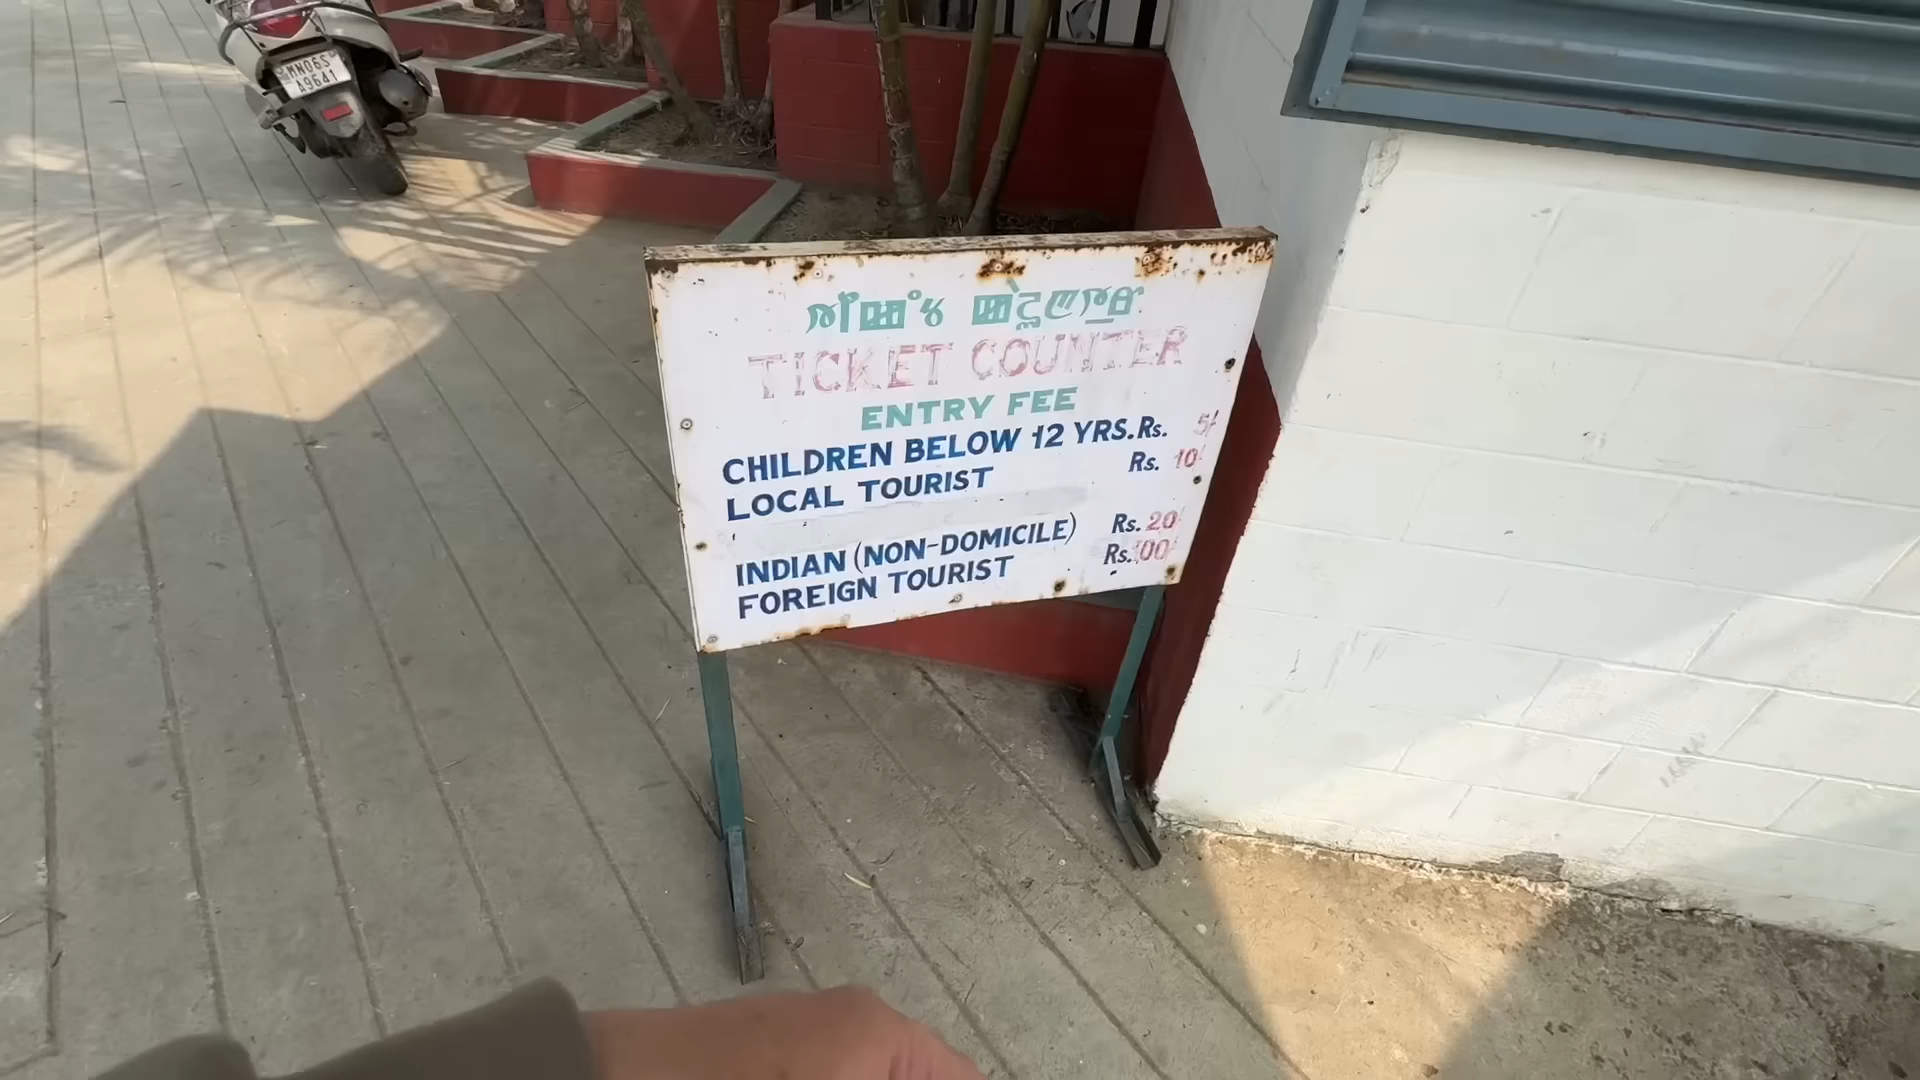 MN06S
A9641
TICKET COUNTER
ENTRY FEE
CHILDREN BELOW 12 YRS. Rs. 5/-
LOCAL TOURIST Rs. 10/-
INDIAN (NON-DOMICILE) Rs. 20/-
FOREIGN TOURIST Rs.